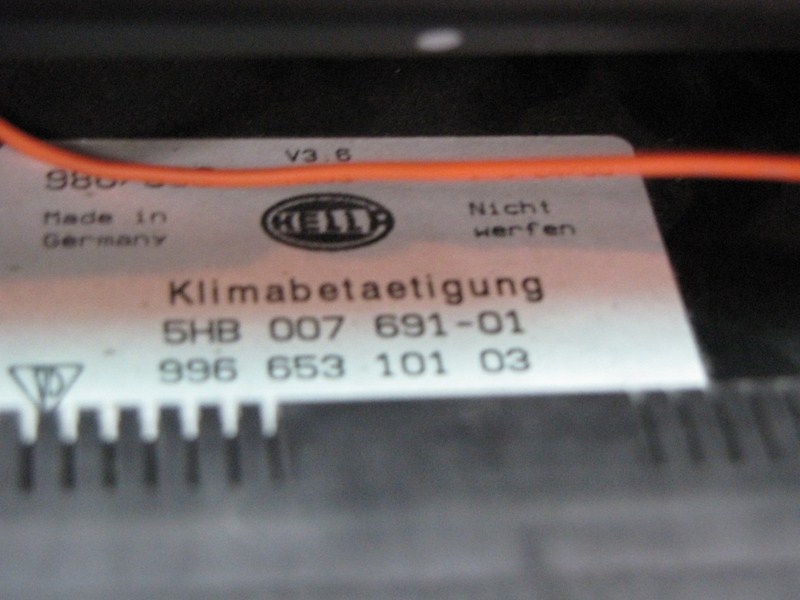 V3.6
Made in
Germany
HELLA
Nicht
werfen
Klimabetaetigung
5HB 007 691-01
996 653 101 03